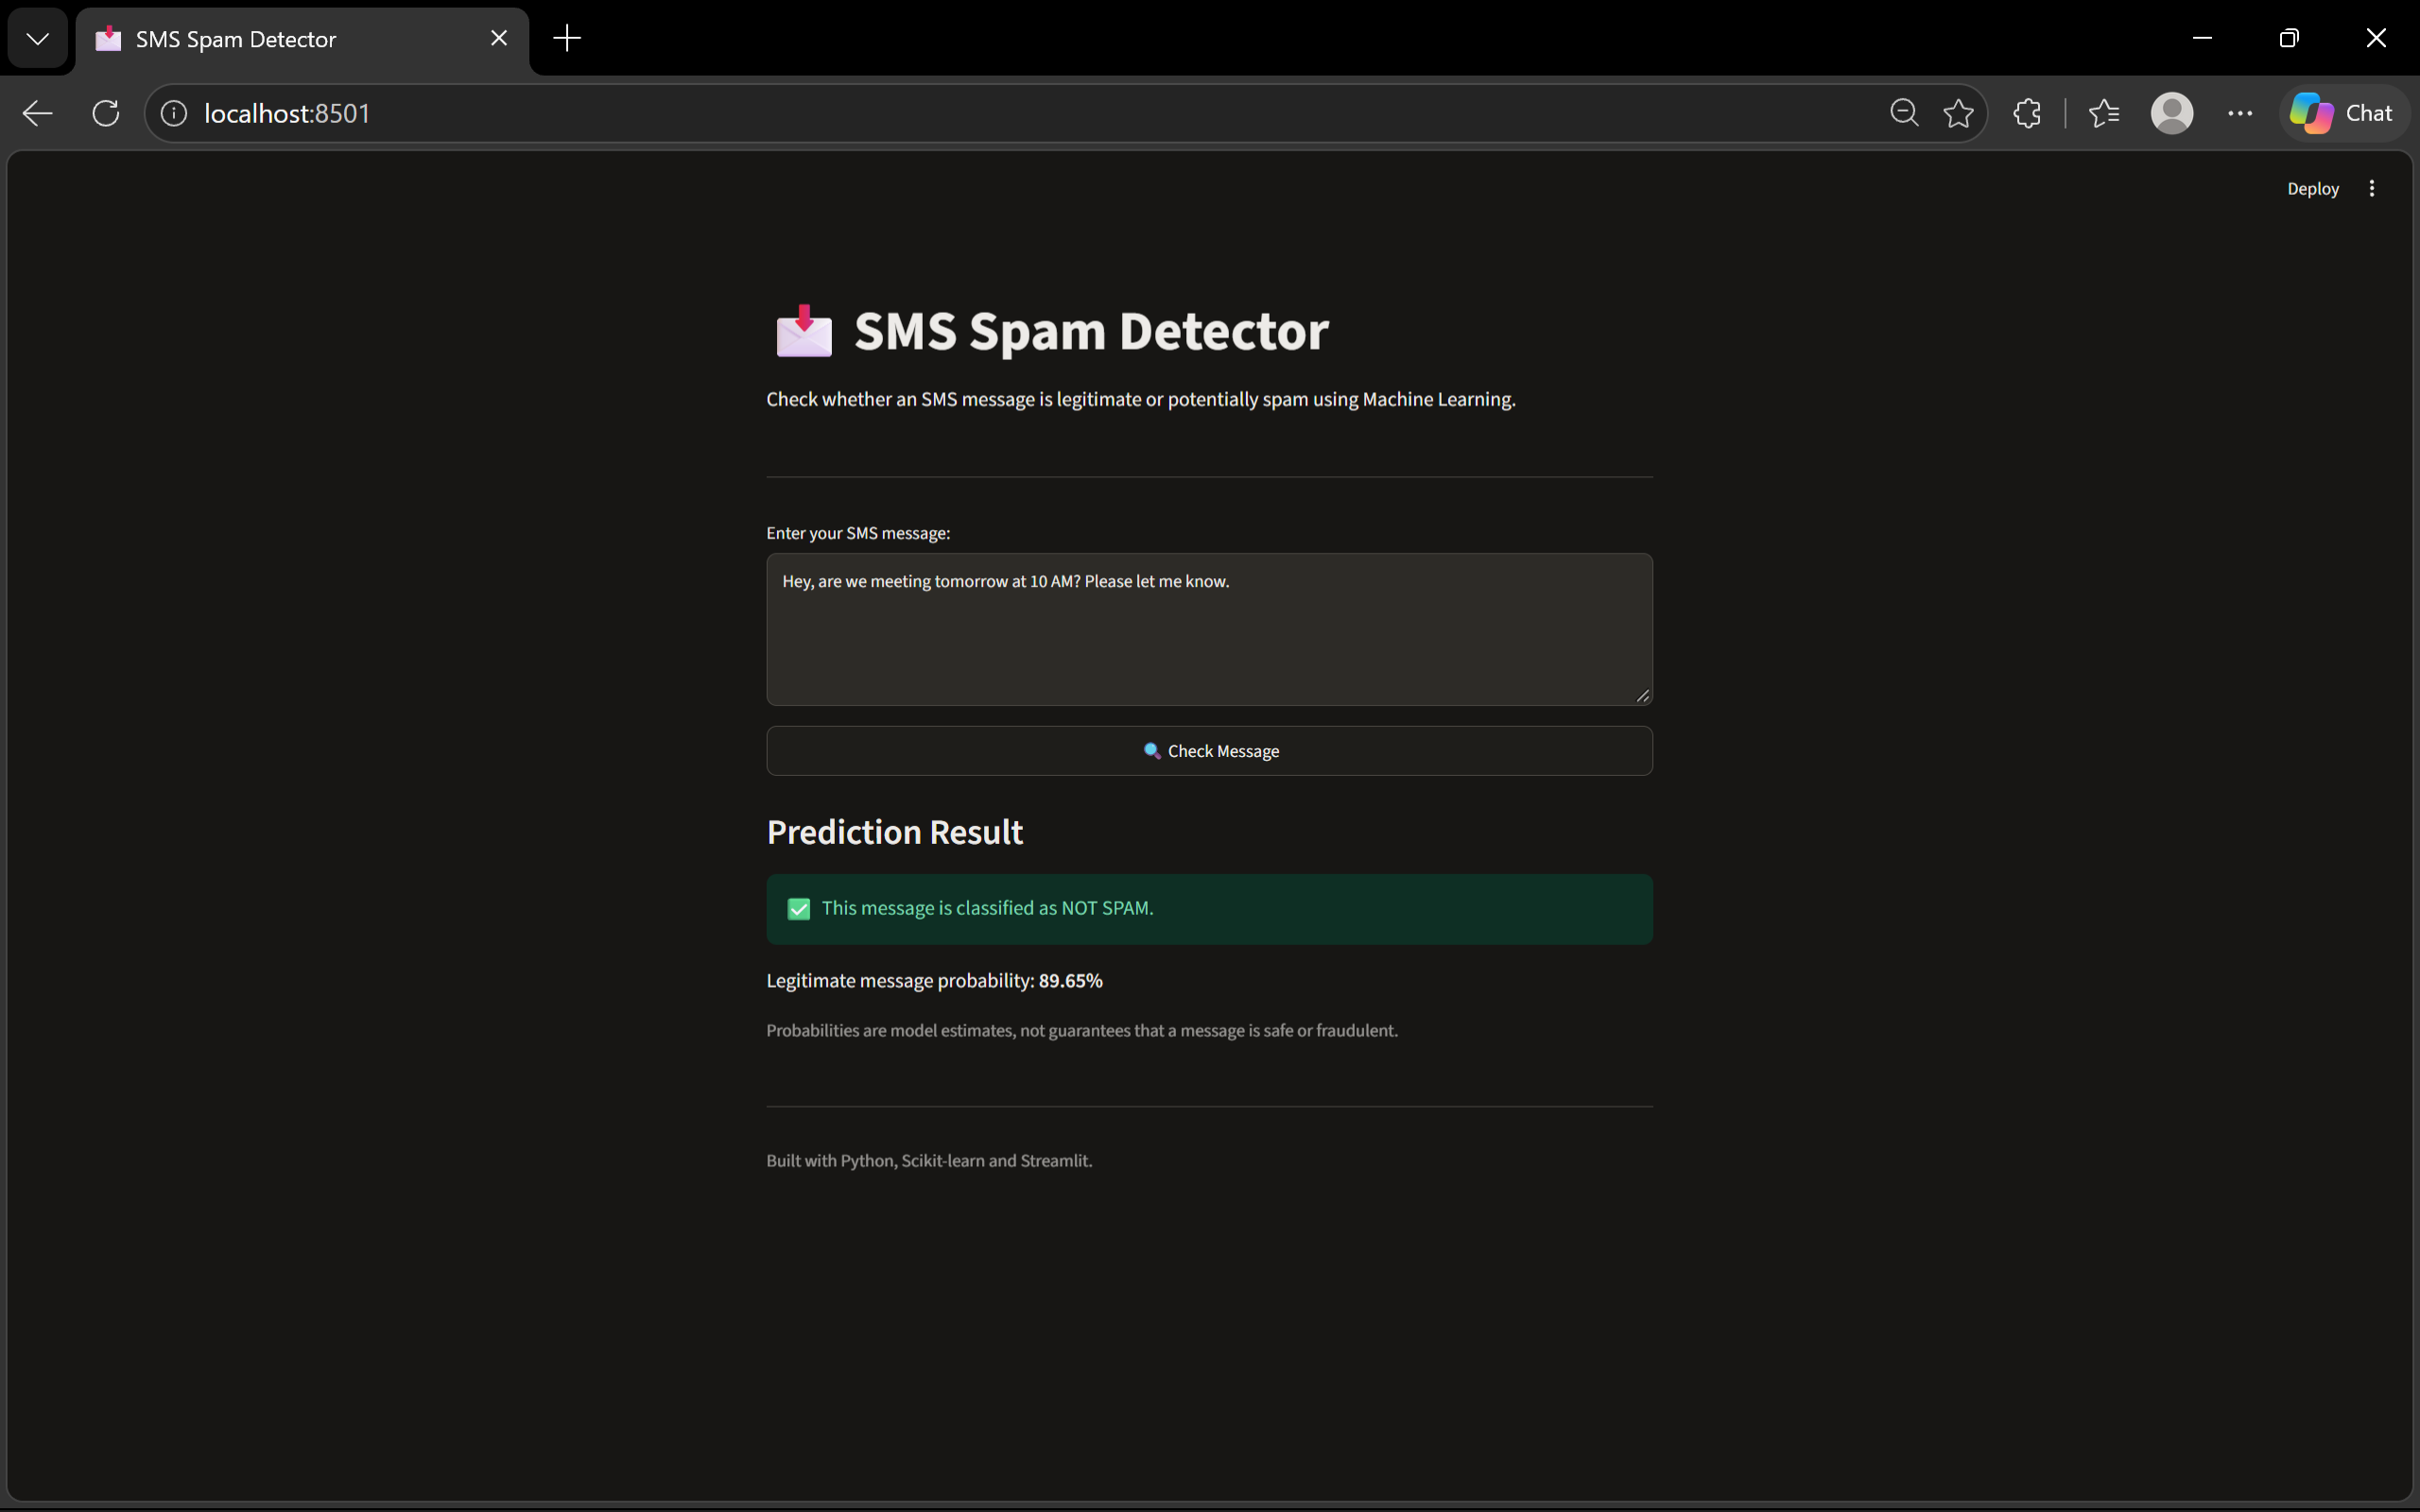 SMS Spam Detector
localhost:8501
Chat
Deploy
SMS Spam Detector
Check whether an SMS message is legitimate or potentially spam using Machine Learning.
Enter your SMS message:
Hey, are we meeting tomorrow at 10 AM? Please let me know.
Check Message
Prediction Result
This message is classified as NOT SPAM.
Legitimate message probability: 89.65%
Probabilities are model estimates, not guarantees that a message is safe or fraudulent.
Built with Python, Scikit-learn and Streamlit.